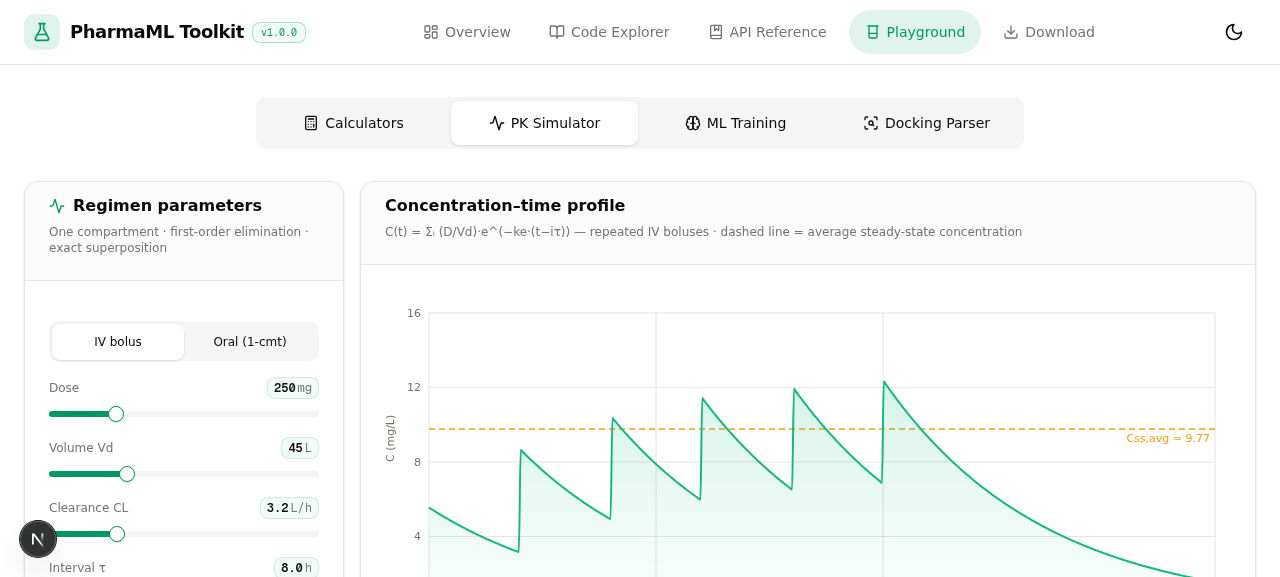 PharmaML Toolkit v1.0.0 Overview Code Explorer API Reference Playground Download
Calculators PK Simulator ML Training Docking Parser
Regimen parameters
One compartment · first-order elimination ·
exact superposition
IV bolus Oral (1-cmt)
Dose 250 mg
Volume Vd 45 L
Clearance CL 3.2 L/h
Interval τ 8.0 h
N
Concentration–time profile
C(t) = Σᵢ (D/Vd)·e^(−ke·(t−iτ)) — repeated IV boluses · dashed line = average steady-state concentration
16
12
8
4
C (mg/L)
Css,avg ≈ 9.77